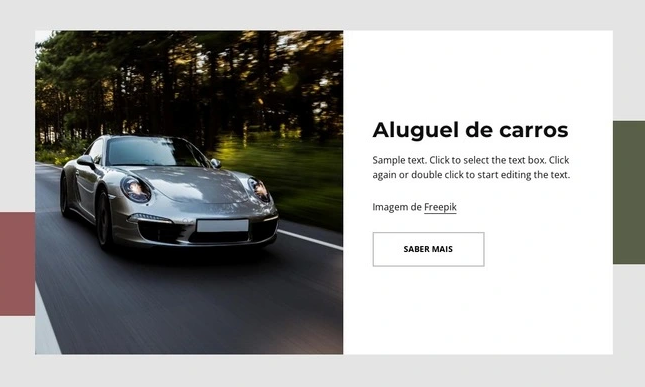 Aluguel de carros
Sample text. Click to select the text box. Click
again or double click to start editing the text.
Imagem de Freepik
SABER MAIS